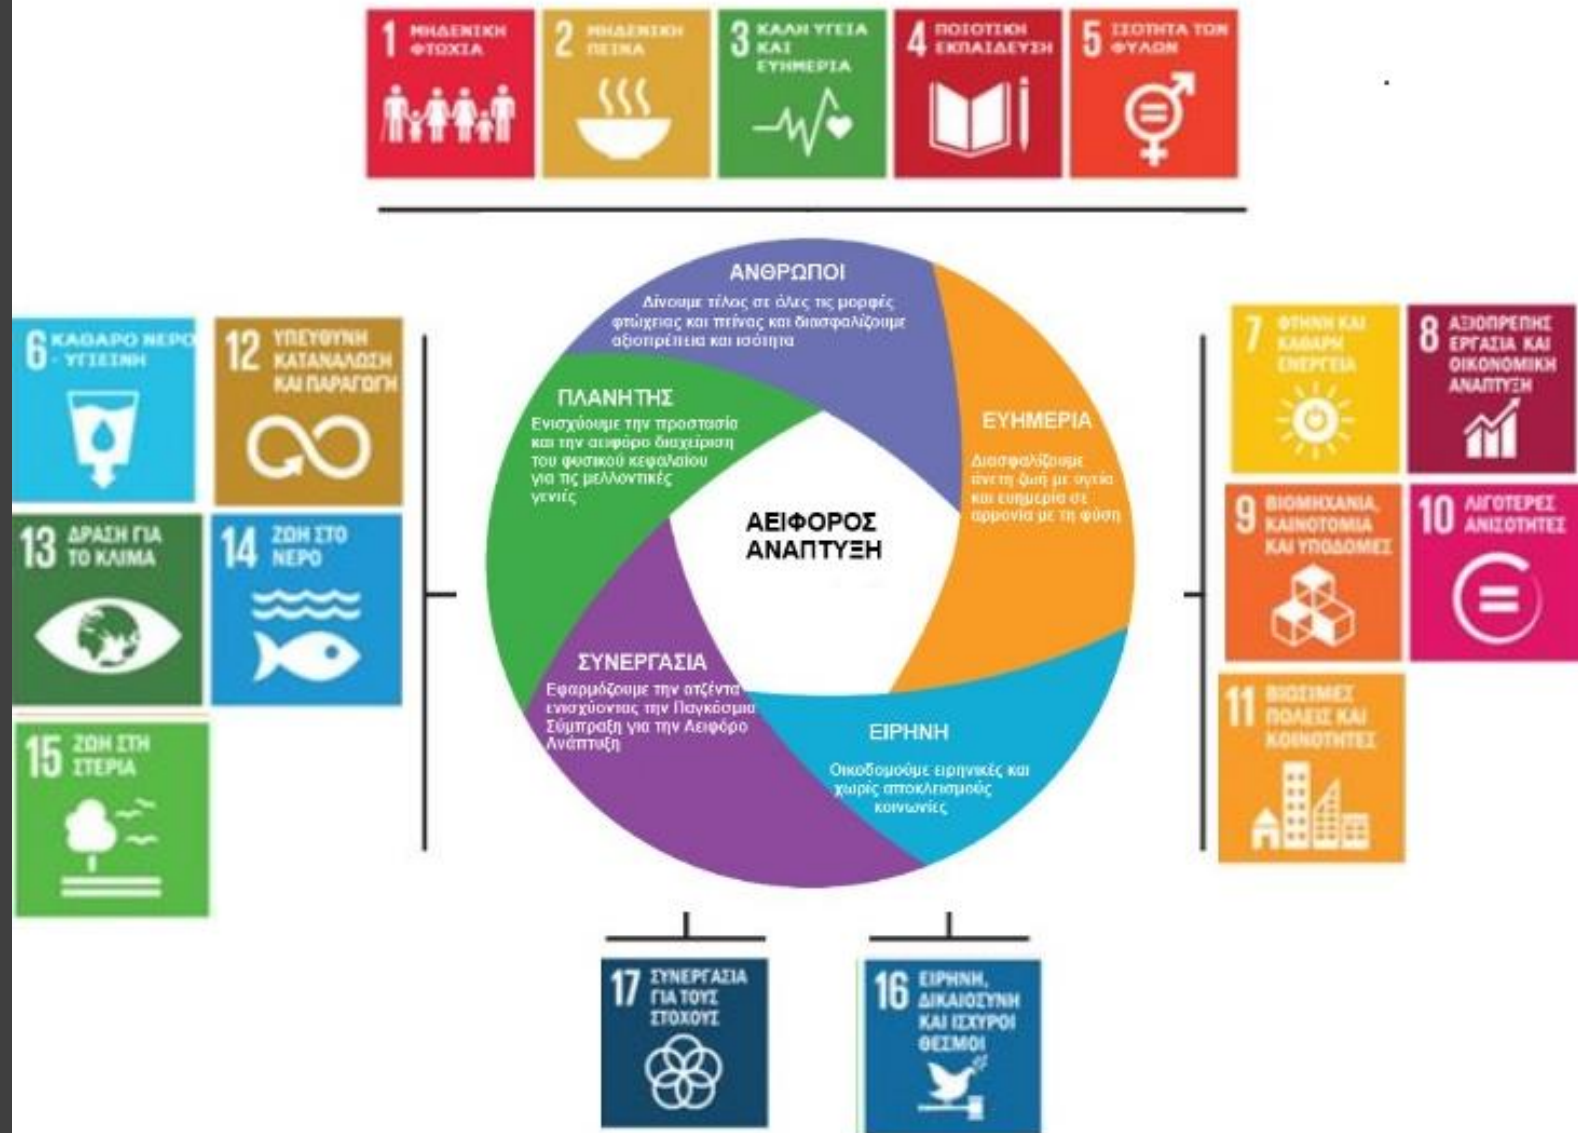 1 ΜΗΔΕΝΙΚΗ
ΦΤΩΧΙΑ
2 ΜΗΔΕΝΙΚΗ
ΠΕΙΝΑ
3 ΚΑΛΗ ΥΓΕΙΑ
ΚΑΙ
ΕΥΗΜΕΡΙΑ
4 ΠΟΙΟΤΙΚΗ
ΕΚΠΑΙΔΕΥΣΗ
5 ΙΣΟΤΗΤΑ ΤΩΝ
ΦΥΛΩΝ
ΑΝΘΡΩΠΟΙ
Δίνουμε τέλος σε όλες τις μορφές
φτώχειας και πείνας και διασφαλίζουμε
αξιοπρέπεια και ισότητα
6 ΚΑΘΑΡΟ ΝΕΡΟ
- ΥΓΙΕΙΝΗ
12 ΥΠΕΥΘΥΝΗ
ΚΑΤΑΝΑΛΩΣΗ
ΚΑΙ ΠΑΡΑΓΩΓΗ
13 ΔΡΑΣΗ ΓΙΑ
ΤΟ ΚΛΙΜΑ
14 ΖΩΗ ΣΤΟ
ΝΕΡΟ
15 ΖΩΗ ΣΤΗ
ΣΤΕΡΙΑ
ΠΛΑΝΗΤΗΣ
Ενισχύουμε την προστασία
και την αειφόρο διαχείριση
του φυσικού κεφαλαίου
για τις μελλοντικές
γενιές
ΑΕΙΦΟΡΟΣ
ΑΝΑΠΤΥΞΗ
ΕΥΗΜΕΡΙΑ
Διασφαλίζουμε
άνετη ζωή με υγεία
και ευημερία σε
αρμονία με τη φύση
7 ΦΤΗΝΗ ΚΑΙ
ΚΑΘΑΡΗ
ΕΝΕΡΓΕΙΑ
8 ΑΞΙΟΠΡΕΠΗΣ
ΕΡΓΑΣΙΑ ΚΑΙ
ΟΙΚΟΝΟΜΙΚΗ
ΑΝΑΠΤΥΞΗ
9 ΒΙΟΜΗΧΑΝΙΑ,
ΚΑΙΝΟΤΟΜΙΑ
ΚΑΙ ΥΠΟΔΟΜΕΣ
10 ΛΙΓΟΤΕΡΕΣ
ΑΝΙΣΟΤΗΤΕΣ
11 ΒΙΩΣΙΜΕΣ
ΠΟΛΕΙΣ ΚΑΙ
ΚΟΙΝΟΤΗΤΕΣ
ΣΥΝΕΡΓΑΣΙΑ
Εφαρμόζουμε την ατζέντα
ενισχύοντας την Παγκόσμια
Σύμπραξη για την Αειφόρο
Ανάπτυξη
ΕΙΡΗΝΗ
Οικοδομούμε ειρηνικές και
χωρίς αποκλεισμούς
κοινωνίες
17 ΣΥΝΕΡΓΑΣΙΑ
ΓΙΑ ΤΟΥΣ
ΣΤΟΧΟΥΣ
16 ΕΙΡΗΝΗ,
ΔΙΚΑΙΟΣΥΝΗ
ΚΑΙ ΙΣΧΥΡΟΙ
ΘΕΣΜΟΙ